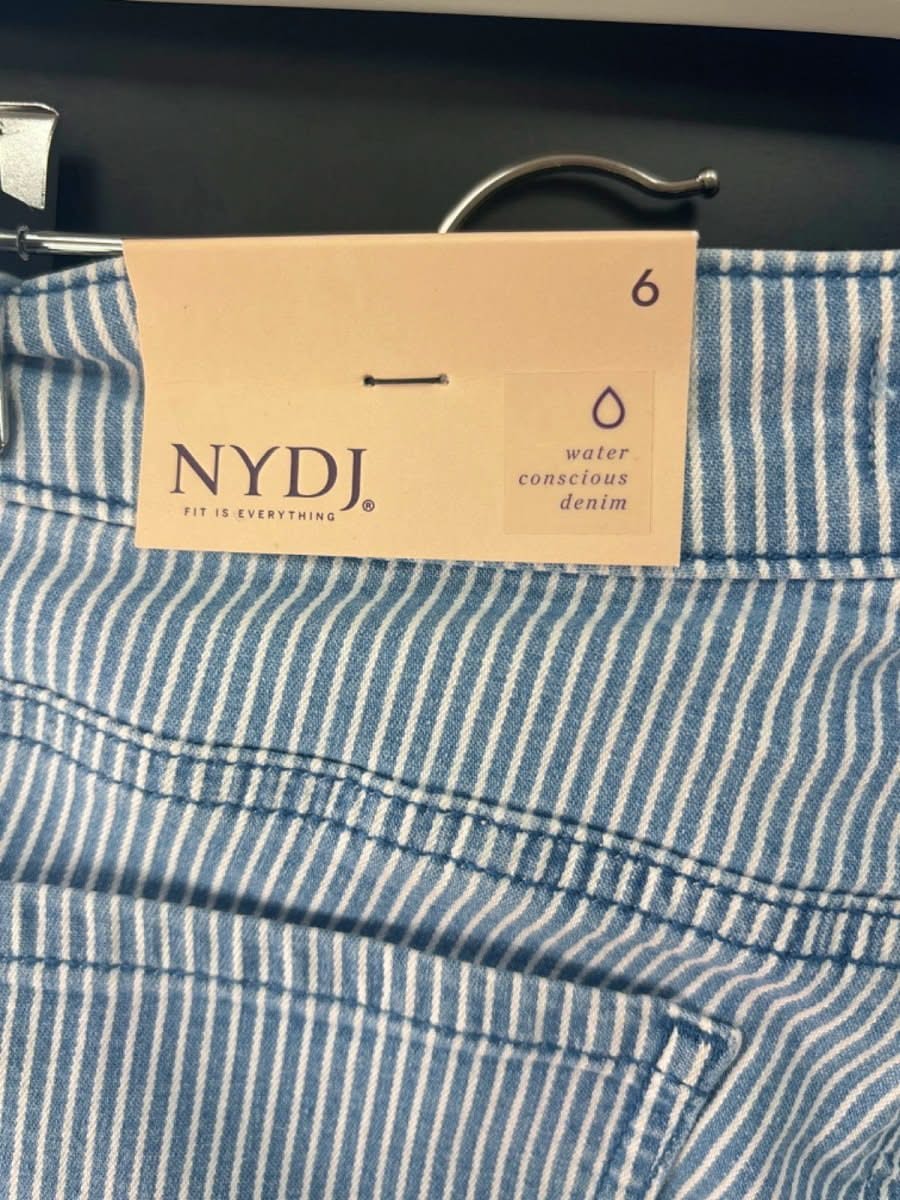 6
NYDJ®
FIT IS EVERYTHING
water
conscious
denim